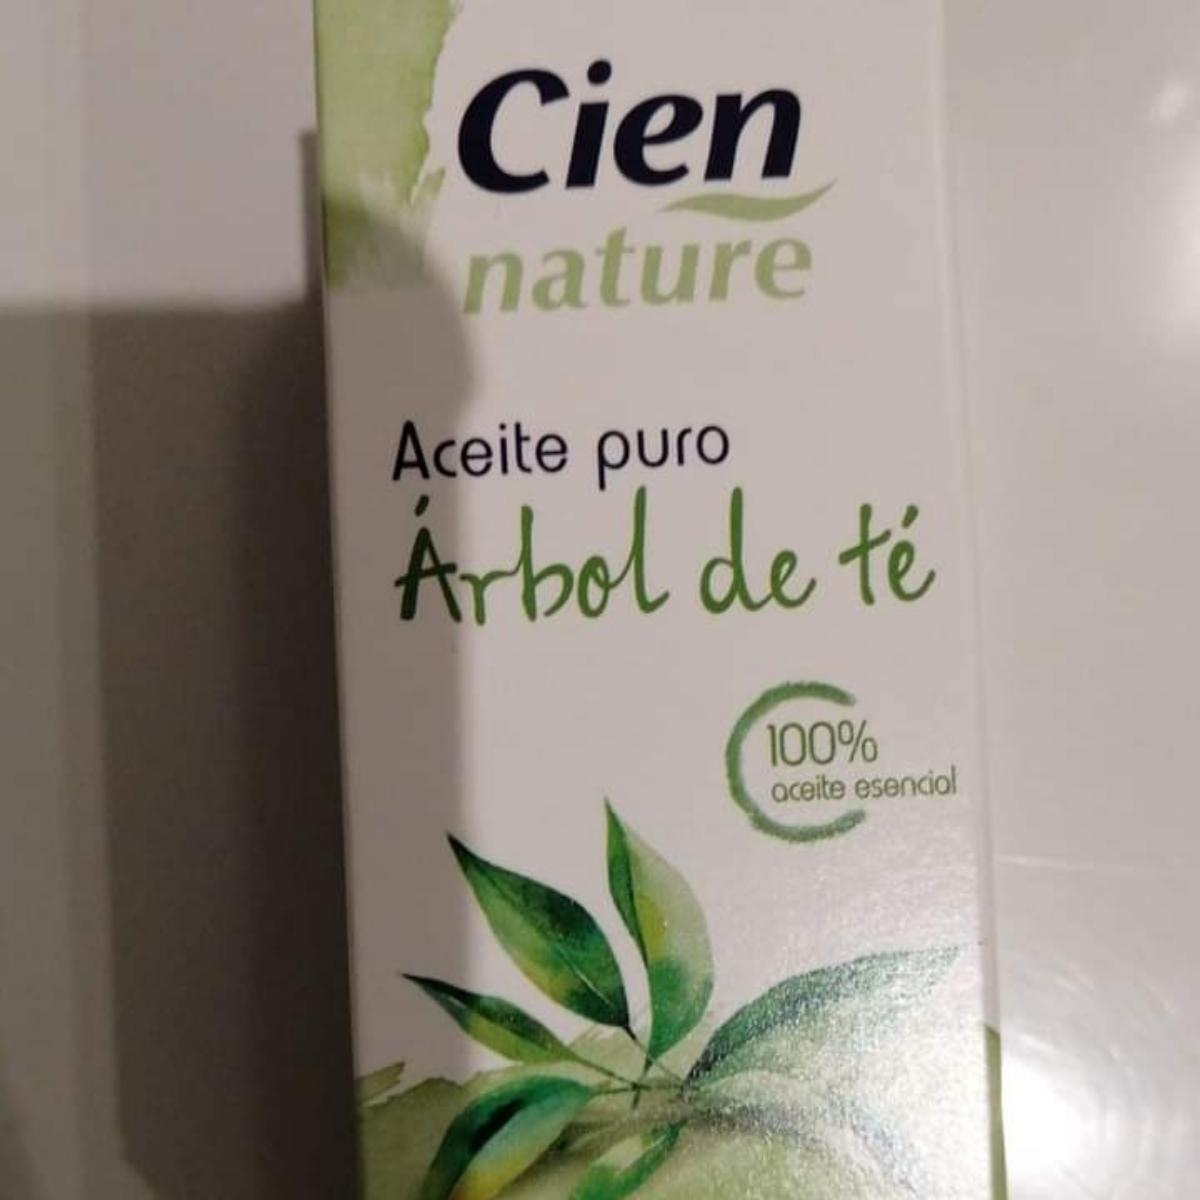 Cien
nature
Aceite puro
Árbol de té
100%
aceite esencial